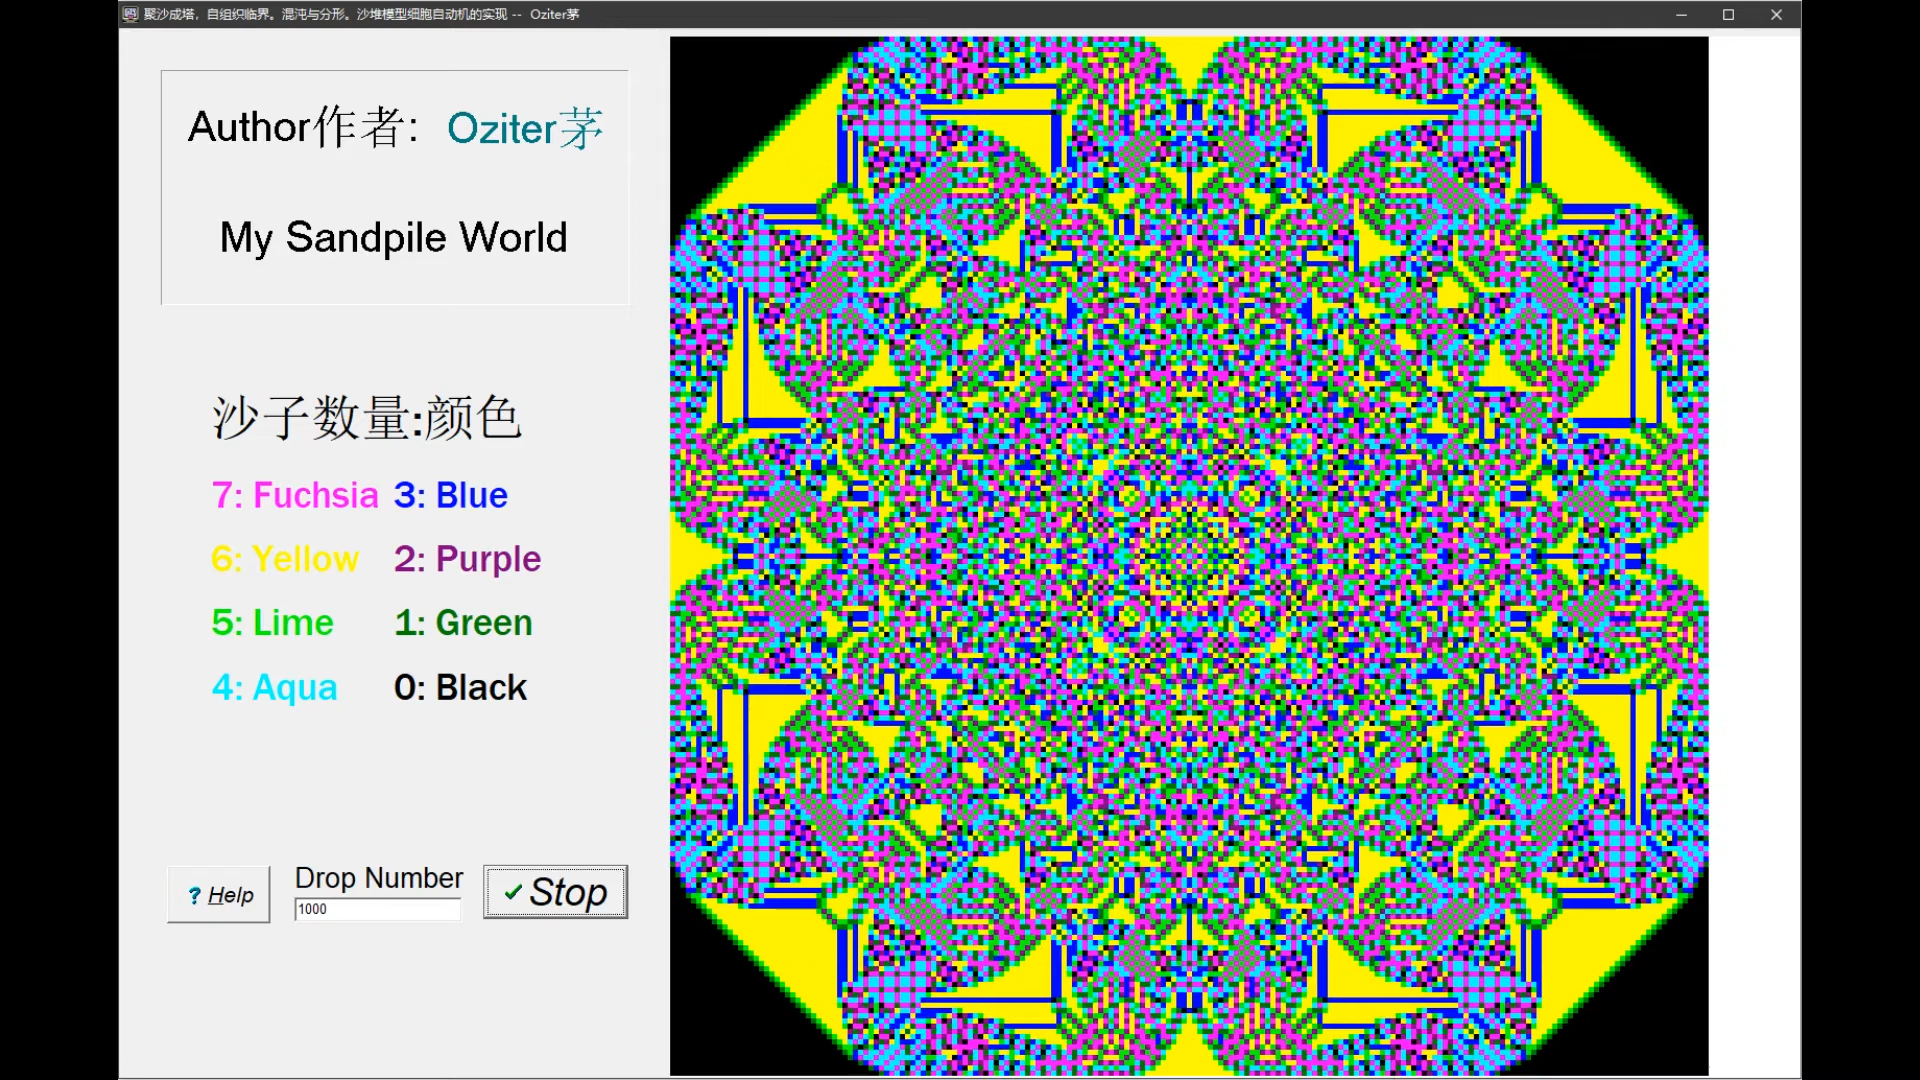 聚沙成塔，自组织临界。混沌与分形。沙堆模型细胞自动机的实现 -- Oziter茅
Author作者: Oziter茅
My Sandpile World
沙子数量:颜色
7: Fuchsia 3: Blue
6: Yellow 2: Purple
5: Lime 1: Green
4: Aqua 0: Black
? Help
Drop Number
1000
Stop